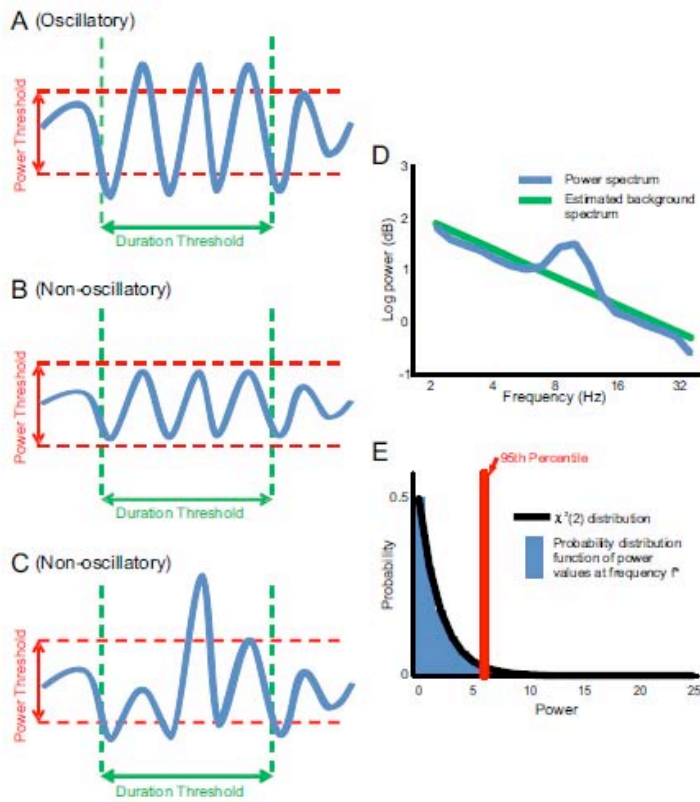 A (Oscillatory)
Power Threshold
Duration Threshold
B (Non-oscillatory)
Power Threshold
Duration Threshold
C (Non-oscillatory)
Power Threshold
Duration Threshold
D
3
2
1
0
-1
Log power (dB)
Power spectrum
Estimated background
spectrum
2 4 8 16 32
Frequency (Hz)
E
95th Percentile
0.5
0
Probability
χ²(2) distribution
Probability distribution
function of power
values at frequency f*
0 5 10 15 20 25
Power